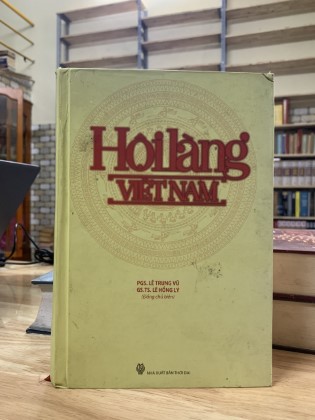 Hội làng
VIỆT NAM
PGS. LÊ TRUNG VŨ
GS.TS. LÊ HỒNG LÝ
(Đồng chủ biên)
NHÀ XUẤT BẢN THỜI ĐẠI